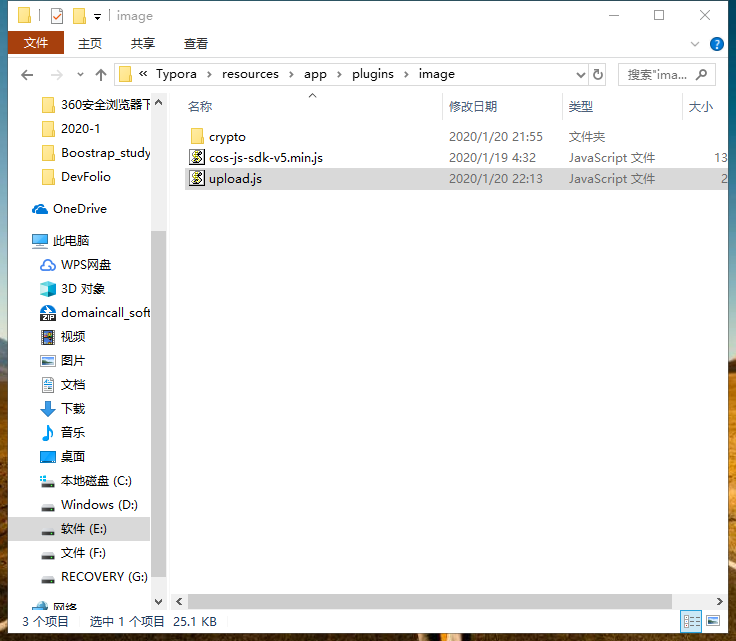 image
文件 主页 共享 查看
« Typora › resources › app › plugins › image 搜索"ima...
名称 修改日期 类型 大小
crypto 2020/1/20 21:55 文件夹
cos-js-sdk-v5.min.js 2020/1/19 4:32 JavaScript 文件 13
upload.js 2020/1/20 22:13 JavaScript 文件 2
360安全浏览器下
2020-1
Boostrap_study
DevFolio
OneDrive
此电脑
WPS网盘
3D 对象
domaincall_soft
视频
图片
文档
下载
音乐
桌面
本地磁盘 (C:)
Windows (D:)
软件 (E:)
文件 (F:)
RECOVERY (G:)
网络
3 个项目 选中 1 个项目 25.1 KB